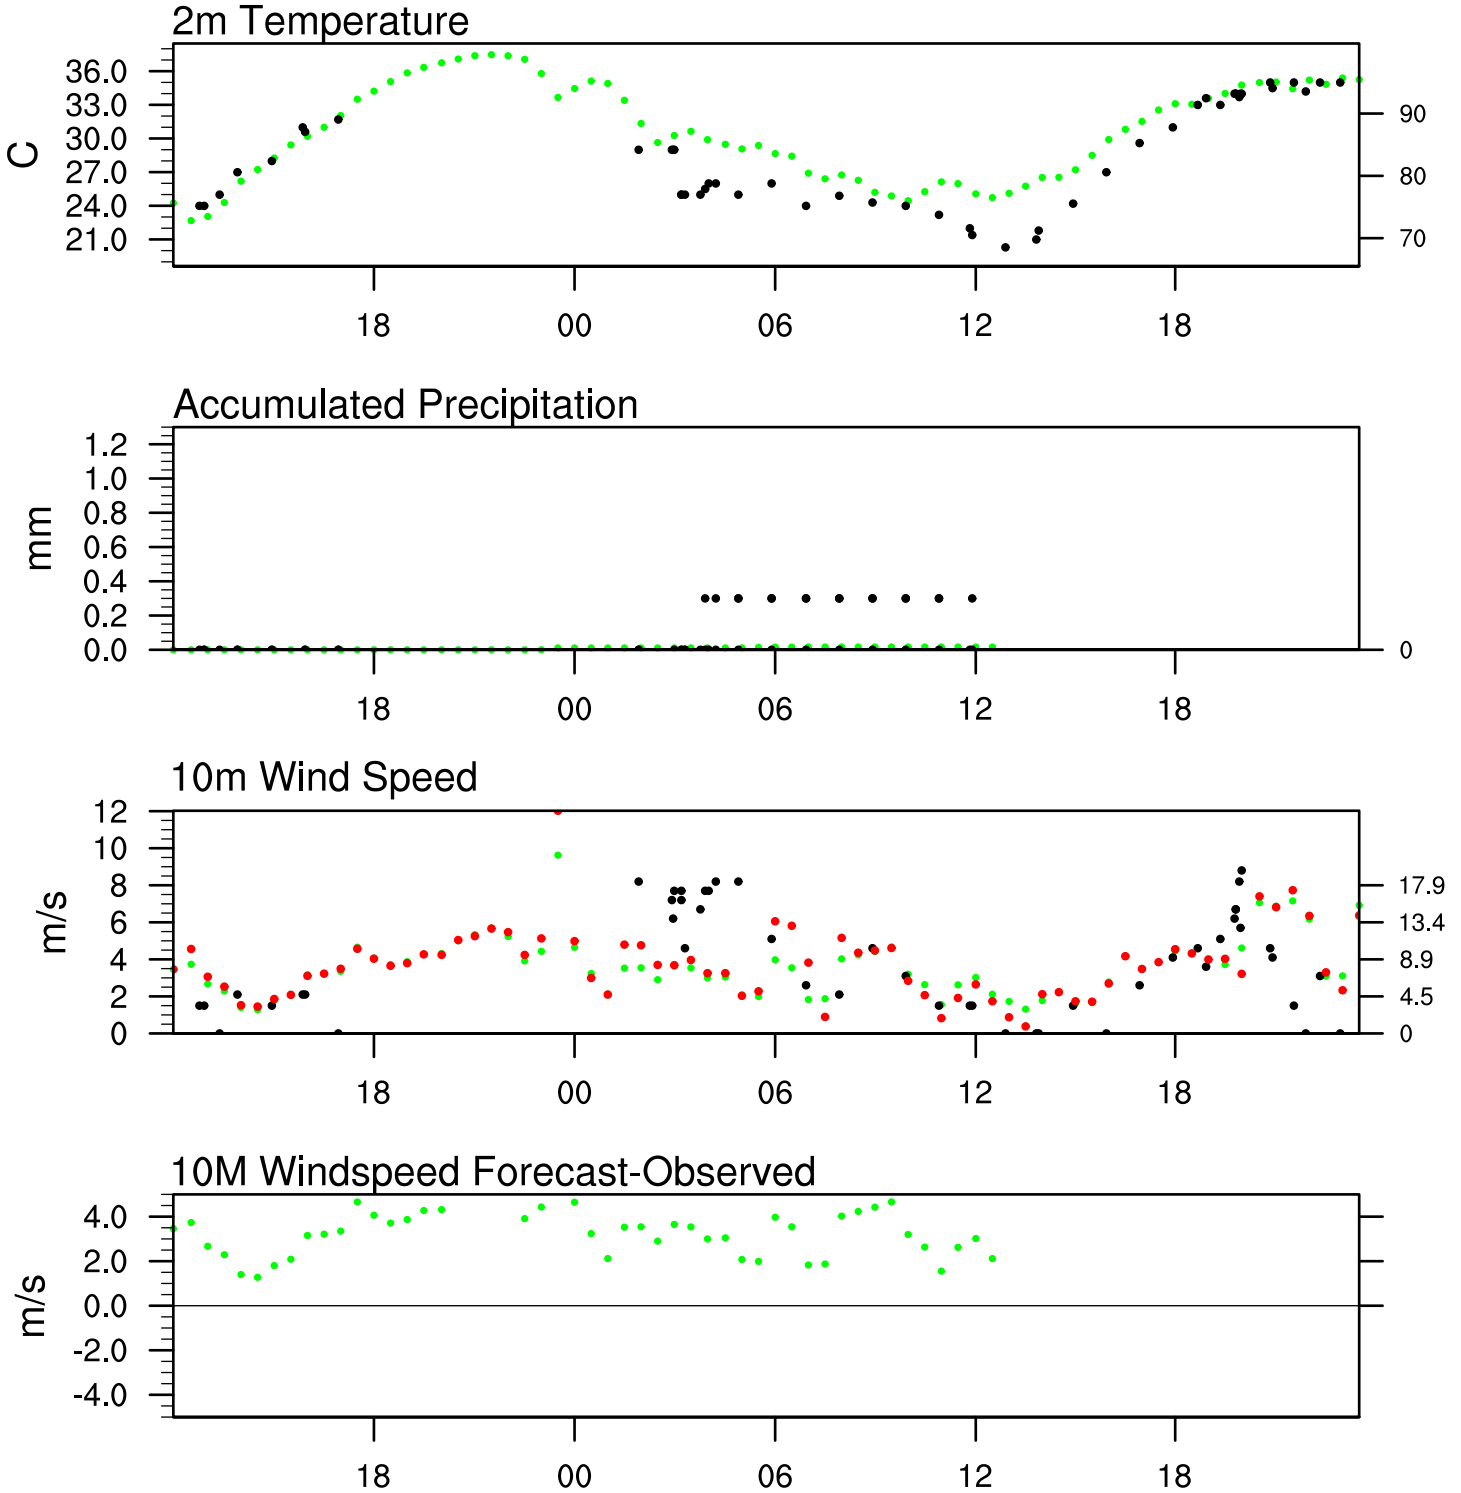 2m Temperature
36.0
33.0
30.0
27.0
24.0
21.0
C
90
80
70
18 00 06 12 18
Accumulated Precipitation
1.2
1.0
0.8
0.6
0.4
0.2
0.0
mm
0
18 00 06 12 18
10m Wind Speed
12
10
8
6
4
2
0
m/s
17.9
13.4
8.9
4.5
0
18 00 06 12 18
10M Windspeed Forecast-Observed
4.0
2.0
0.0
-2.0
-4.0
m/s
18 00 06 12 18